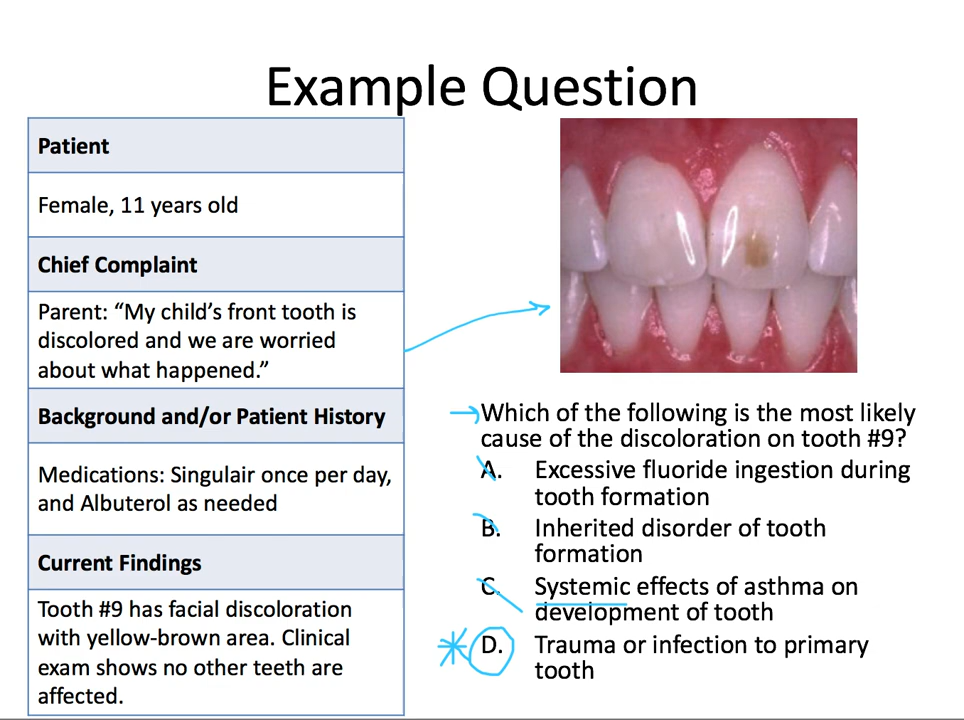 Example Question
Patient
Female, 11 years old
Chief Complaint
Parent: “My child’s front tooth is
discolored and we are worried
about what happened.”
Background and/or Patient History
Medications: Singulair once per day,
and Albuterol as needed
Current Findings
Tooth #9 has facial discoloration
with yellow-brown area. Clinical
exam shows no other teeth are
affected.
Which of the following is the most likely
cause of the discoloration on tooth #9?
A. Excessive fluoride ingestion during
tooth formation
B. Inherited disorder of tooth
formation
C. Systemic effects of asthma on
development of tooth
D. Trauma or infection to primary
tooth